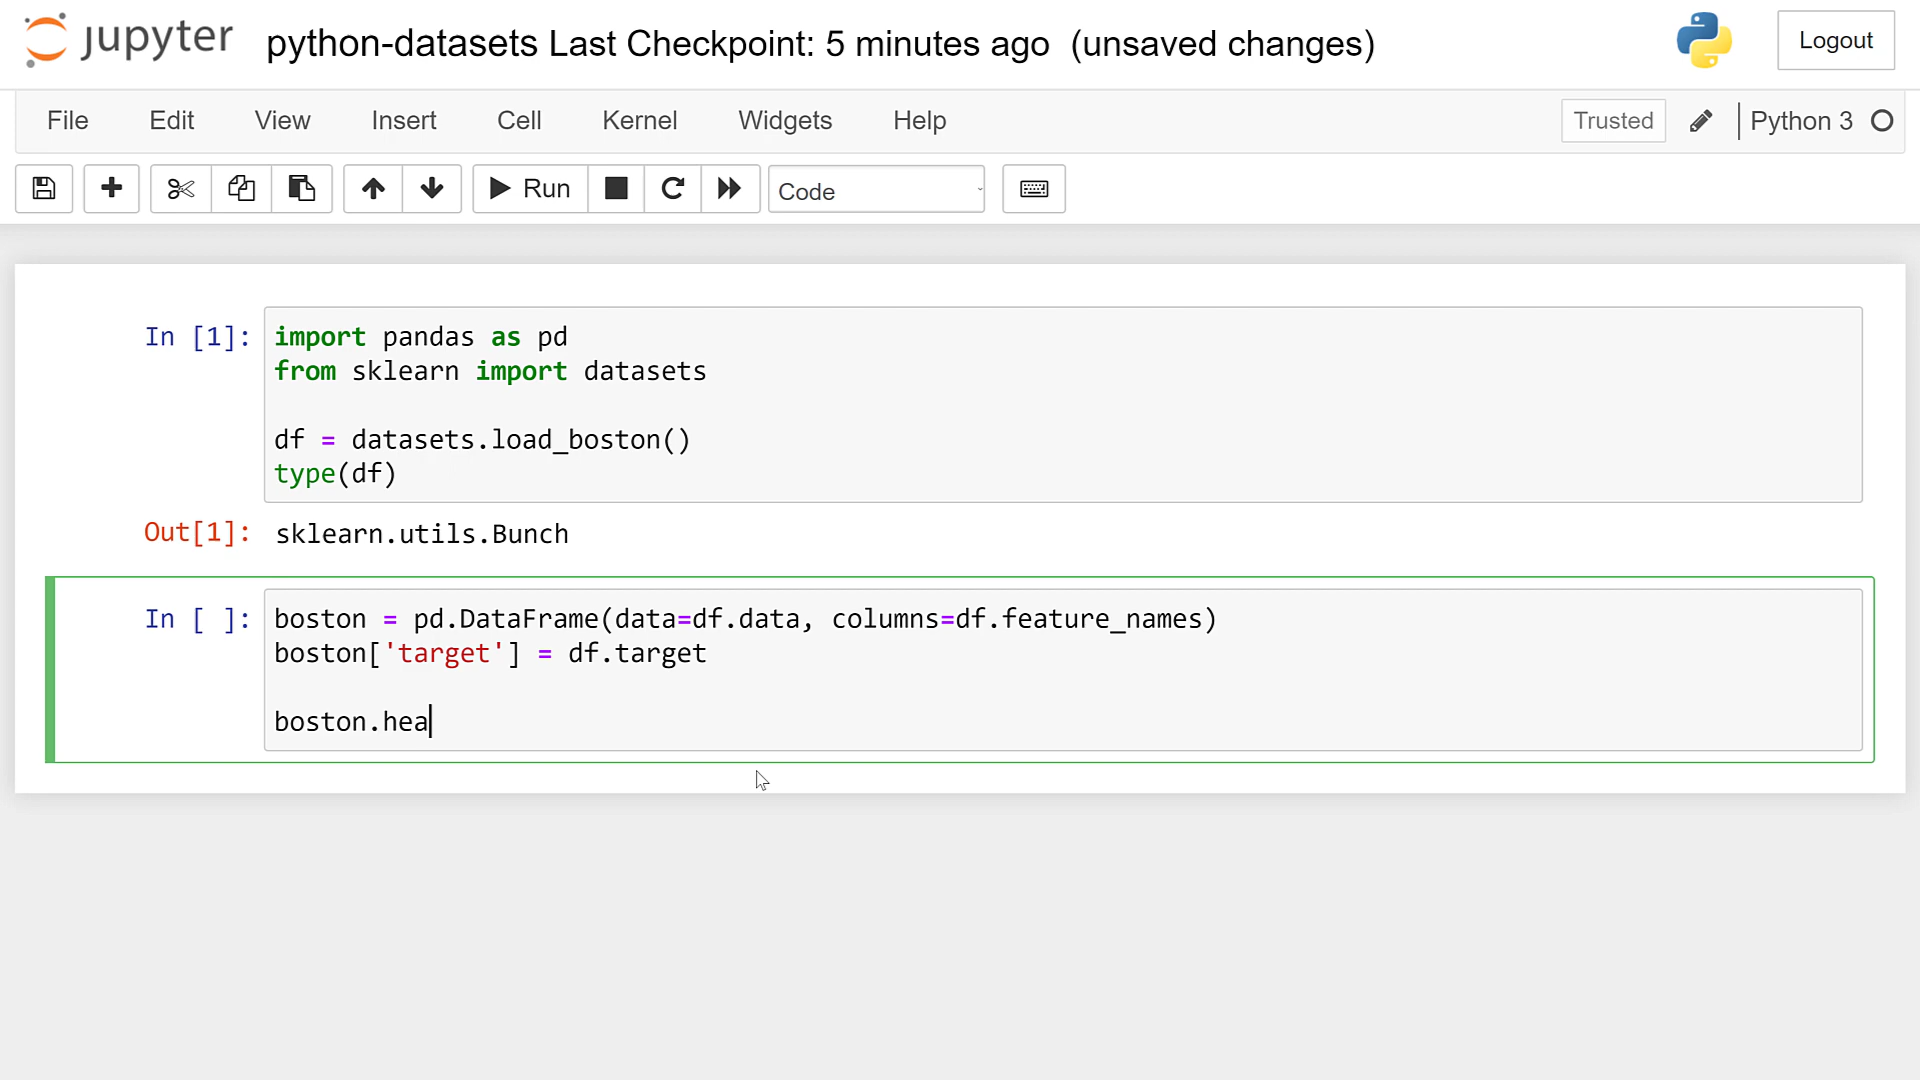 jupyter python-datasets Last Checkpoint: 5 minutes ago (unsaved changes) Logout
File Edit View Insert Cell Kernel Widgets Help Trusted Python 3
Run Code
In [1]: import pandas as pd
from sklearn import datasets
df = datasets.load_boston()
type(df)
Out[1]: sklearn.utils.Bunch
In [ ]: boston = pd.DataFrame(data=df.data, columns=df.feature_names)
boston['target'] = df.target
boston.hea